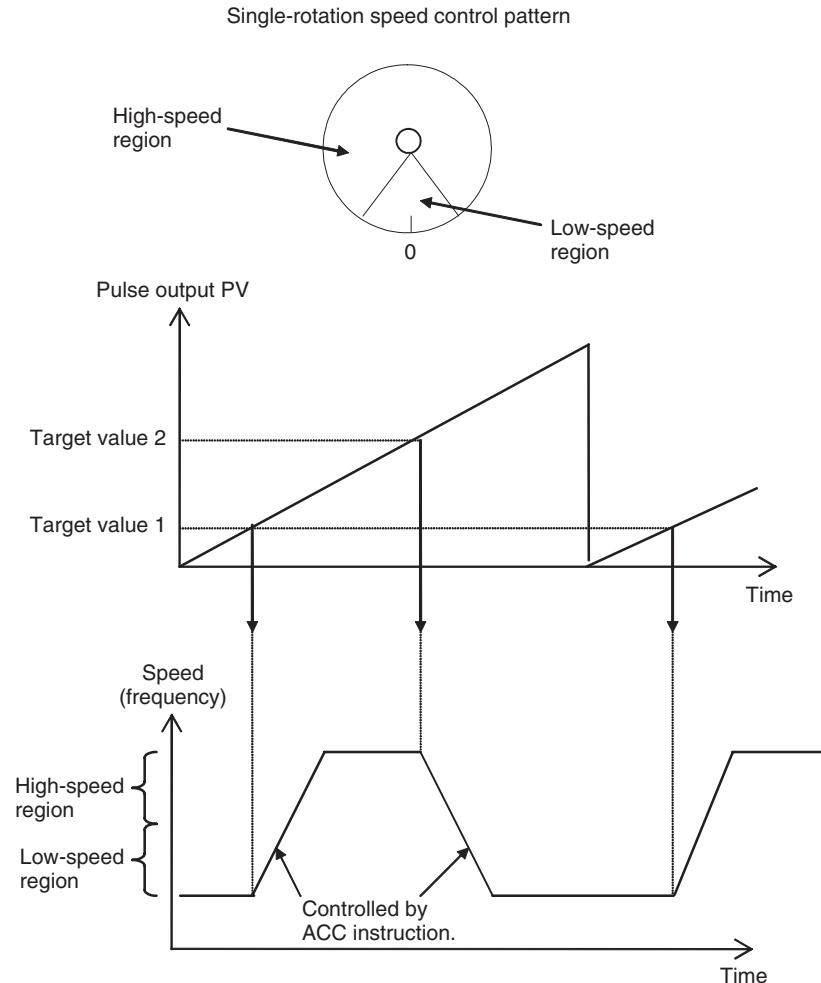 Single-rotation speed control pattern
High-speed
region
Low-speed
region
0
Pulse output PV
Target value 2
Target value 1
Time
Speed
(frequency)
High-speed
region
Low-speed
region
Controlled by
ACC instruction.
Time